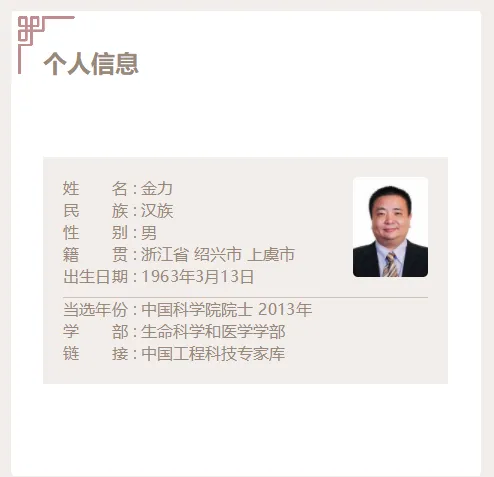 个人信息
姓 名 : 金力
民 族 : 汉族
性 别 : 男
籍 贯 : 浙江省 绍兴市 上虞市
出生日期 : 1963年3月13日
当选年份 : 中国科学院院士 2013年
学 部 : 生命科学和医学学部
链 接 : 中国工程科技专家库